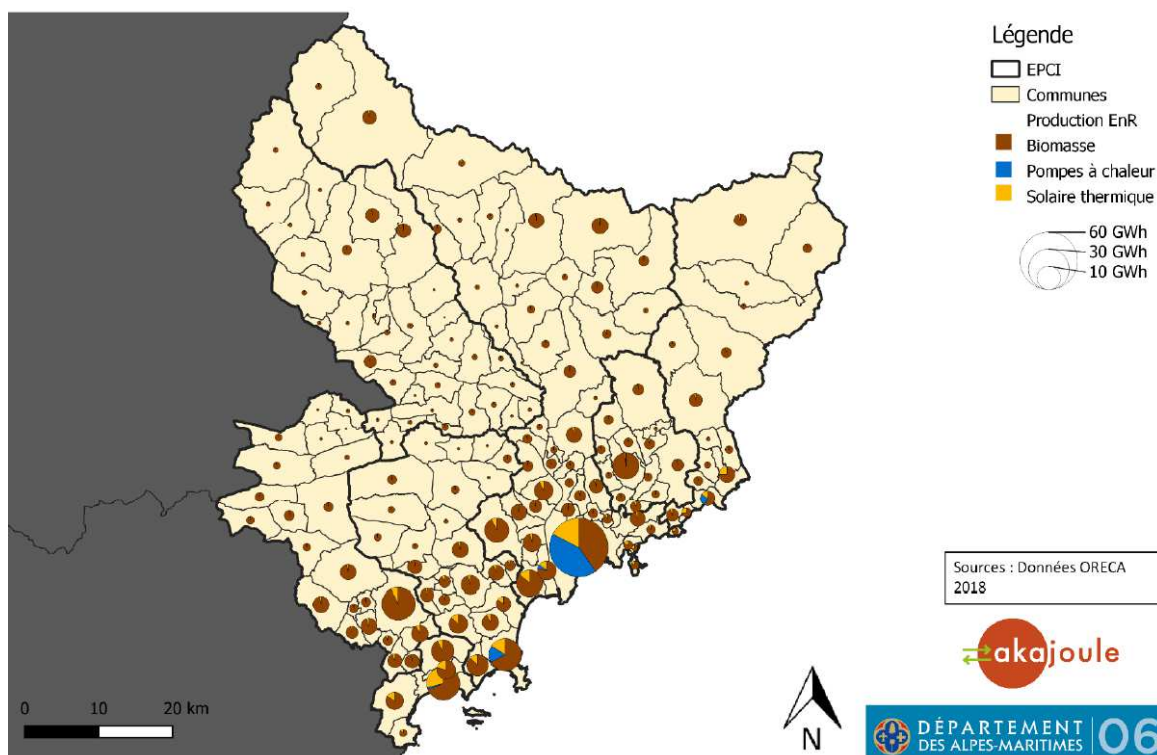 Légende
EPCI
Communes
Production EnR
Biomasse
Pompes à chaleur
Solaire thermique
60 GWh
30 GWh
10 GWh
Sources : Données ORECA
2018
akajoule
0 10 20 km
N
DÉPARTEMENT
DES ALPES-MARITIMES
06